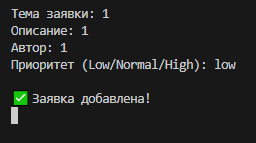 Тема заявки: 1
Описание: 1
Автор: 1
Приоритет (Low/Normal/High): low
✅ Заявка добавлена!